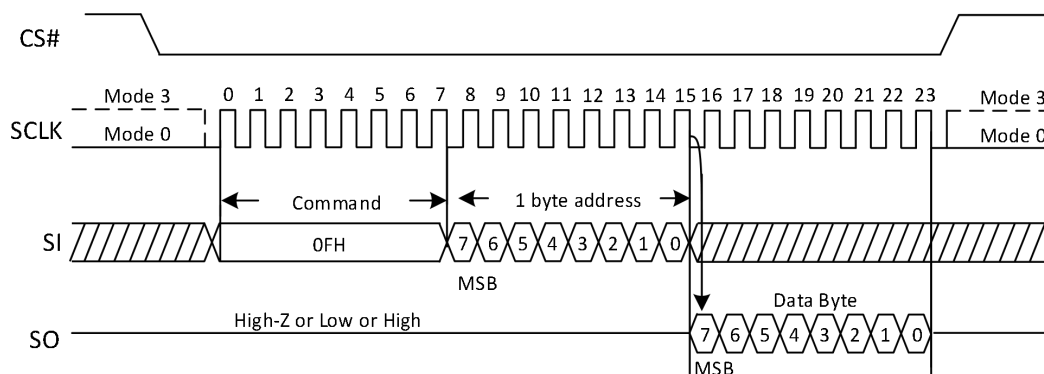 CS#
Mode 3 0 1 2 3 4 5 6 7 8 9 10 11 12 13 14 15 16 17 18 19 20 21 22 23 Mode 3
SCLK Mode 0 Mode 0
Command 1 byte address
SI 0FH 7 6 5 4 3 2 1 0
MSB
Data Byte
High-Z or Low or High
SO 7 6 5 4 3 2 1 0
MSB